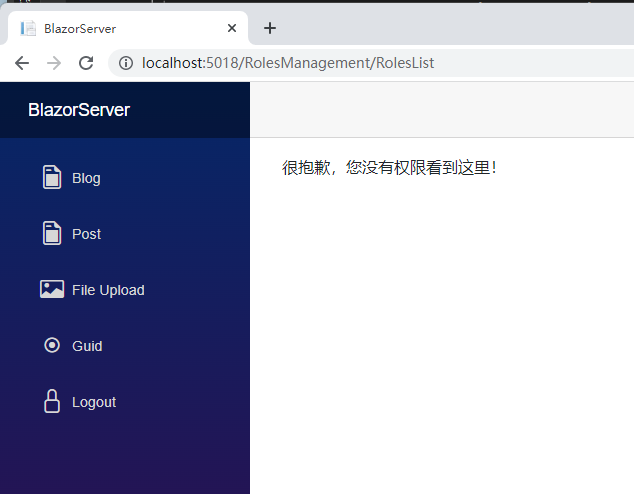 BlazorServer
localhost:5018/RolesManagement/RolesList
BlazorServer
很抱歉，您没有权限看到这里！
Blog
Post
File Upload
Guid
Logout